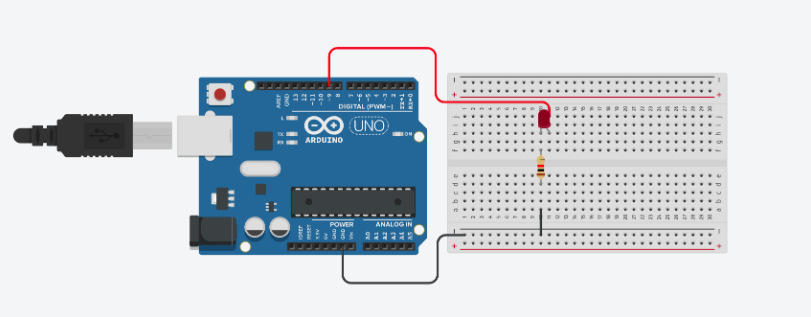 AREF
GND
13
12
~11
~10
~9
8
7
~6
~5
4
~3
2
TX→1
RX←0
DIGITAL (PWM~)
L
TX
RX
UNO
ON
ARDUINO
POWER
ANALOG IN
IOREF
RESET
3.3V
5V
GND
GND
Vin
A0
A1
A2
A3
A4
A5
j
i
h
g
f
e
d
c
b
a